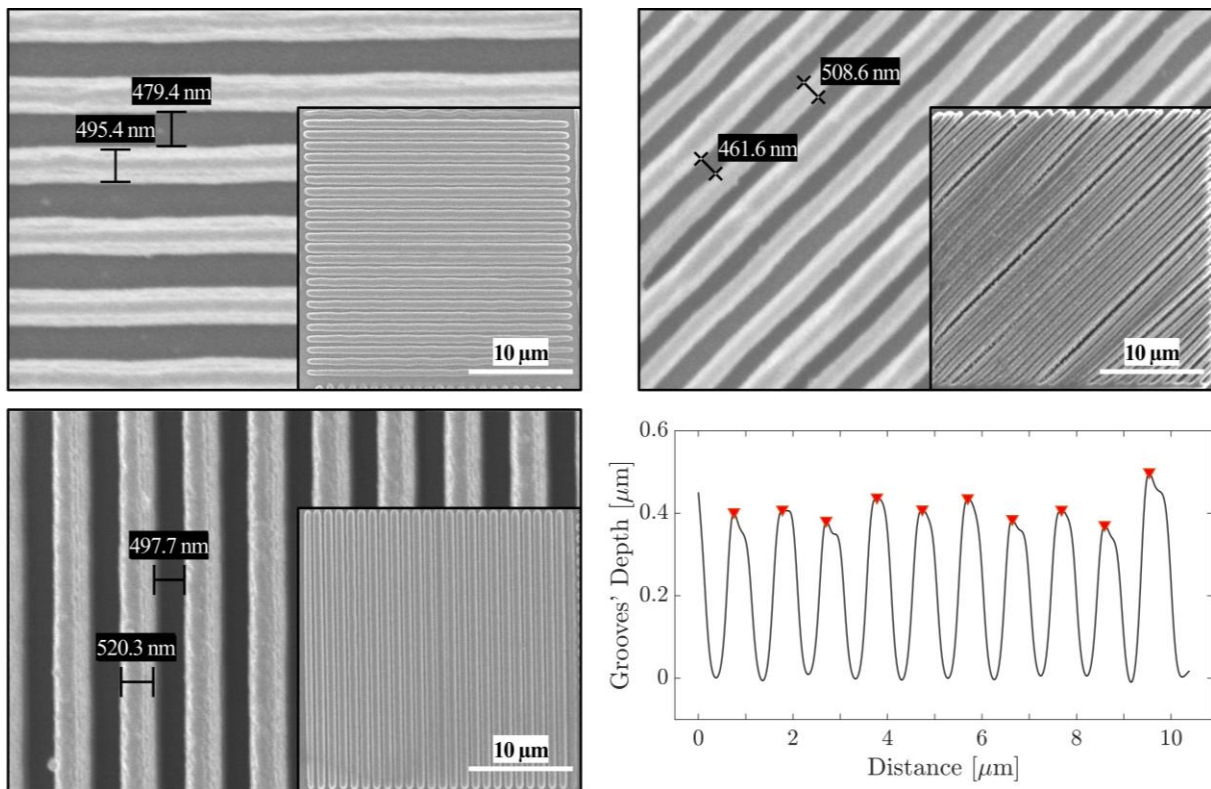 479.4 nm
495.4 nm
10 µm
508.6 nm
461.6 nm
10 µm
497.7 nm
520.3 nm
10 µm
0.6
0.4
0.2
0
0 2 4 6 8 10
Grooves' Depth [µm]
Distance [µm]